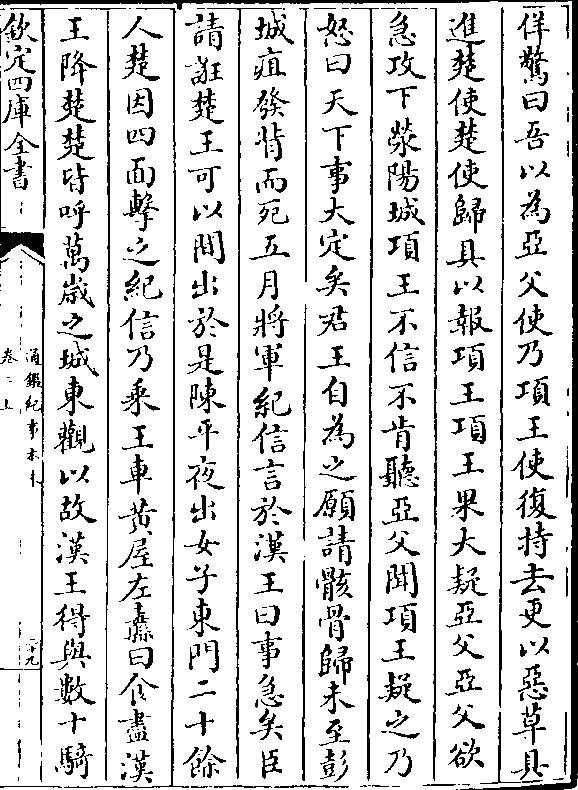 佯驚曰吾以為亞父使乃項王使復持去更以惡草具
進楚使楚使歸具以報項王項王果大疑亞父亞父欲
急攻下滎陽城項王不信不肯聽亞父聞項王疑之乃
怒曰天下事大定矣君王自為之願請骸骨歸未至彭
城疽發背而死五月將軍紀信言於漢王曰事急矣臣
請誑楚王可以間出於是陳平夜出女子東門二千餘
人楚因四面擊之紀信乃乘王車黃屋左纛曰食盡漢
王降楚楚皆呼萬歲之城東觀以故漢王得與數十騎
欽定四庫全書
通鑑紀事本末
卷二上
二十九